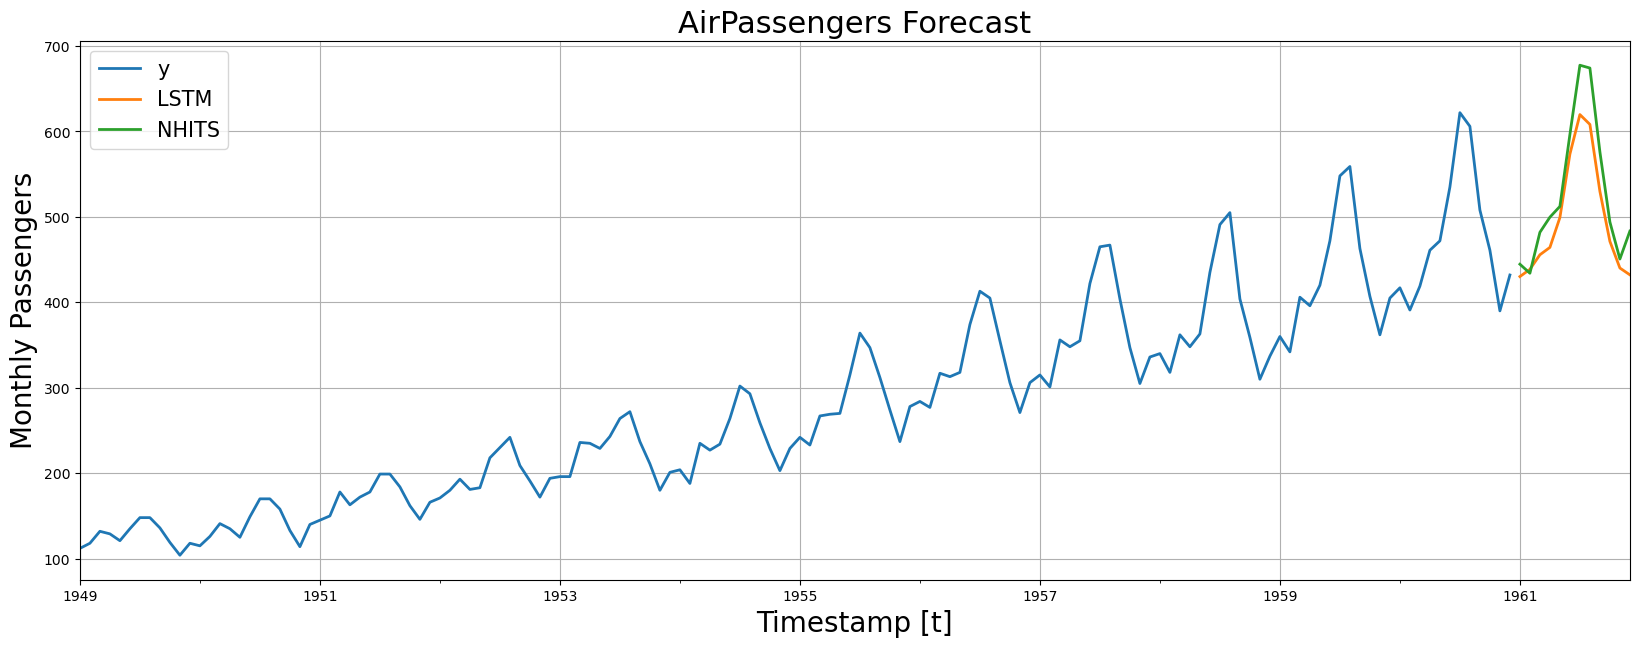 AirPassengers Forecast
700
600
500
400
300
200
100
Monthly Passengers
y
LSTM
NHITS
1949 1951 1953 1955 1957 1959 1961
Timestamp [t]